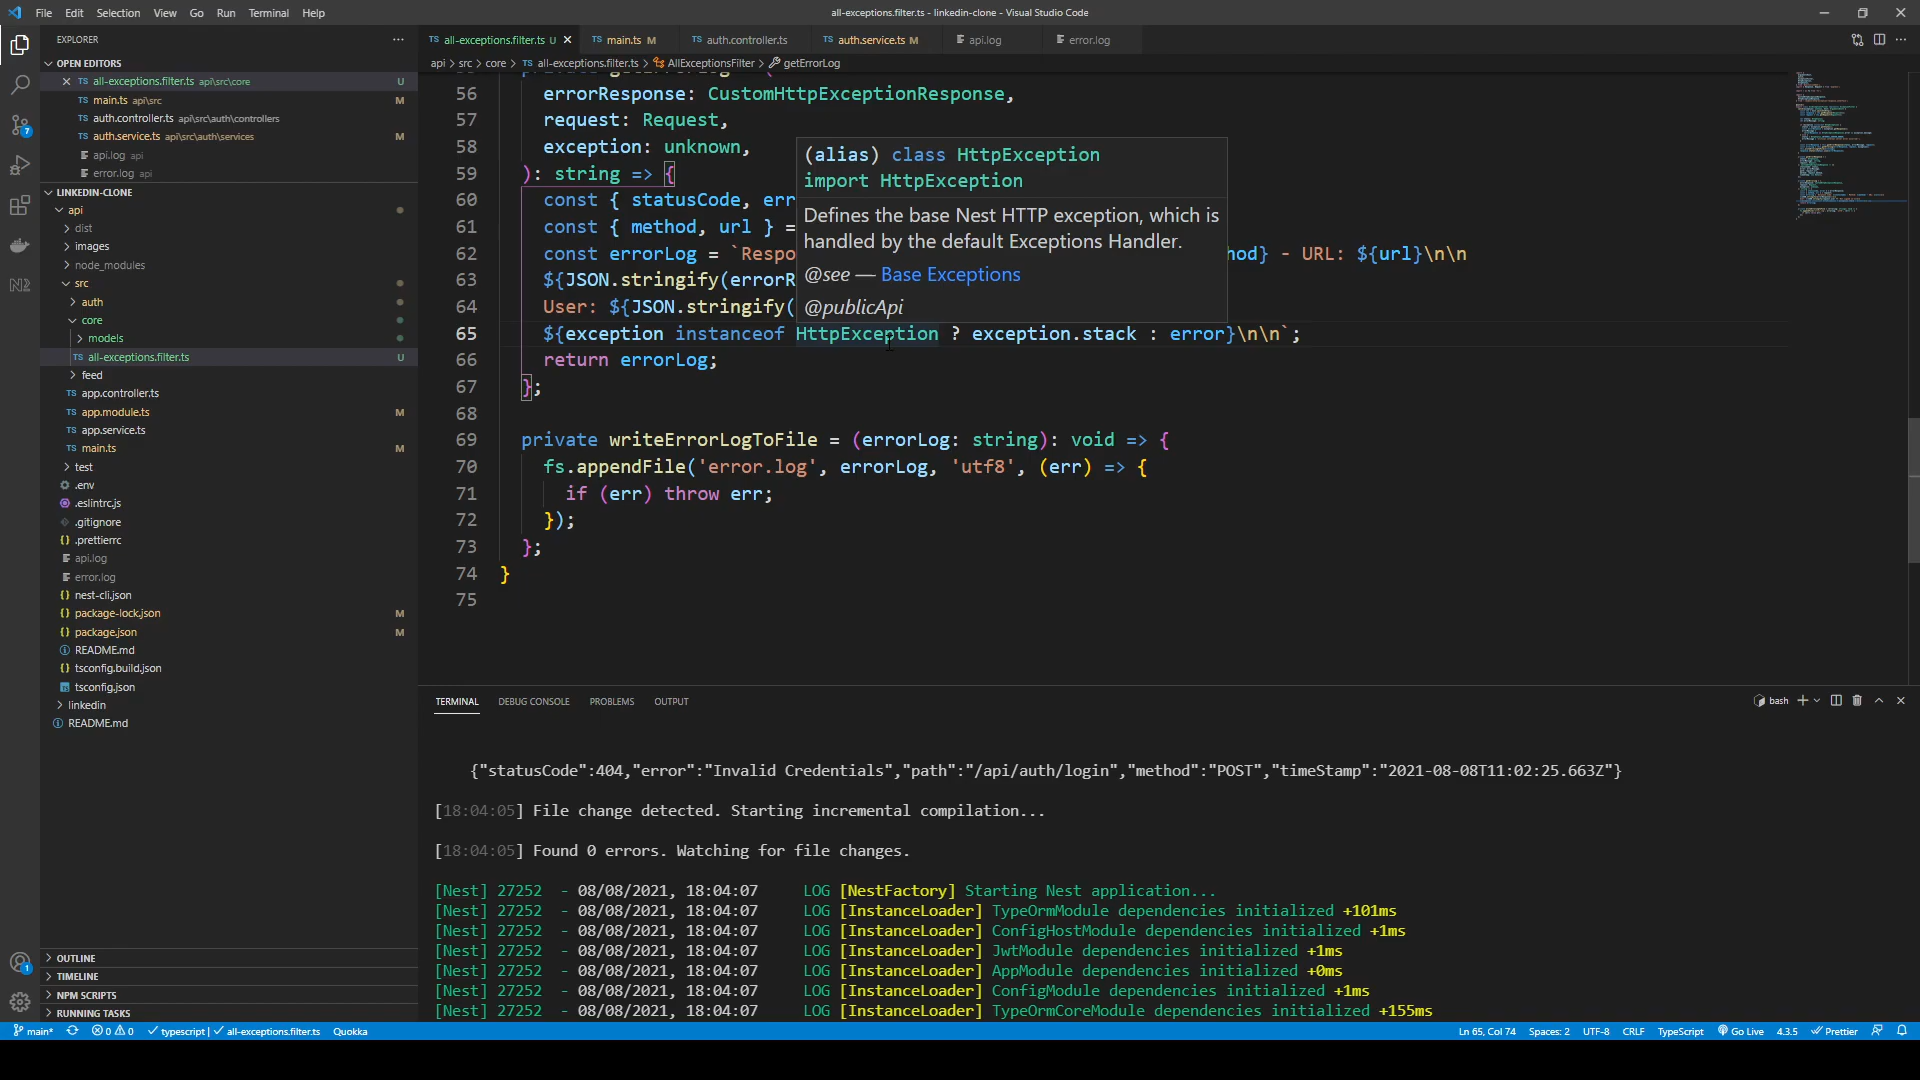 File Edit Selection View Go Run Terminal Help
all-exceptions.filter.ts - linkedin-clone - Visual Studio Code
EXPLORER
OPEN EDITORS
TS all-exceptions.filter.ts api\src\core U
TS main.ts api\src M
TS auth.controller.ts api\src\auth\controllers
TS auth.service.ts api\src\auth\services M
api.log api
error.log api
LINKEDIN-CLONE
api
dist
images
node_modules
src
auth
core
models
TS all-exceptions.filter.ts U
feed
TS app.controller.ts
TS app.module.ts M
TS app.service.ts
TS main.ts M
test
.env
.eslintrc.js
.gitignore
{} .prettierrc
api.log
error.log
{} nest-cli.json
{} package-lock.json M
{} package.json M
README.md
{} tsconfig.build.json
tsconfig.json
linkedin
README.md
OUTLINE
TIMELINE
NPM SCRIPTS
RUNNING TASKS
TS all-exceptions.filter.ts U TS main.ts M TS auth.controller.ts TS auth.service.ts M api.log error.log
api > src > core > TS all-exceptions.filter.ts > AllExceptionsFilter > getErrorLog
56 errorResponse: CustomHttpExceptionResponse,
57 request: Request,
58 exception: unknown,
59 ): string => {
60 const { statusCode, err
61 const { method, url } =
62 const errorLog = `Respo hod} - URL: ${url}\n\n
63 ${JSON.stringify(errorR
64 User: ${JSON.stringify(
65 ${exception instanceof HttpException ? exception.stack : error}\n\n`;
66 return errorLog;
67 };
68
69 private writeErrorLogToFile = (errorLog: string): void => {
70 fs.appendFile('error.log', errorLog, 'utf8', (err) => {
71 if (err) throw err;
72 });
73 };
74 }
75
(alias) class HttpException
import HttpException
Defines the base Nest HTTP exception, which is
handled by the default Exceptions Handler.
@see — Base Exceptions
@publicApi
TERMINAL DEBUG CONSOLE PROBLEMS OUTPUT
bash
{"statusCode":404,"error":"Invalid Credentials","path":"/api/auth/login","method":"POST","timeStamp":"2021-08-08T11:02:25.663Z"}
[18:04:05] File change detected. Starting incremental compilation...
[18:04:05] Found 0 errors. Watching for file changes.
[Nest] 27252 - 08/08/2021, 18:04:07 LOG [NestFactory] Starting Nest application...
[Nest] 27252 - 08/08/2021, 18:04:07 LOG [InstanceLoader] TypeOrmModule dependencies initialized +101ms
[Nest] 27252 - 08/08/2021, 18:04:07 LOG [InstanceLoader] ConfigHostModule dependencies initialized +1ms
[Nest] 27252 - 08/08/2021, 18:04:07 LOG [InstanceLoader] JwtModule dependencies initialized +1ms
[Nest] 27252 - 08/08/2021, 18:04:07 LOG [InstanceLoader] AppModule dependencies initialized +0ms
[Nest] 27252 - 08/08/2021, 18:04:07 LOG [InstanceLoader] ConfigModule dependencies initialized +1ms
[Nest] 27252 - 08/08/2021, 18:04:07 LOG [InstanceLoader] TypeOrmCoreModule dependencies initialized +155ms
main* 0 0 typescript | all-exceptions.filter.ts Quokka
Ln 65, Col 74 Spaces: 2 UTF-8 CRLF TypeScript Go Live 4.3.5 Prettier